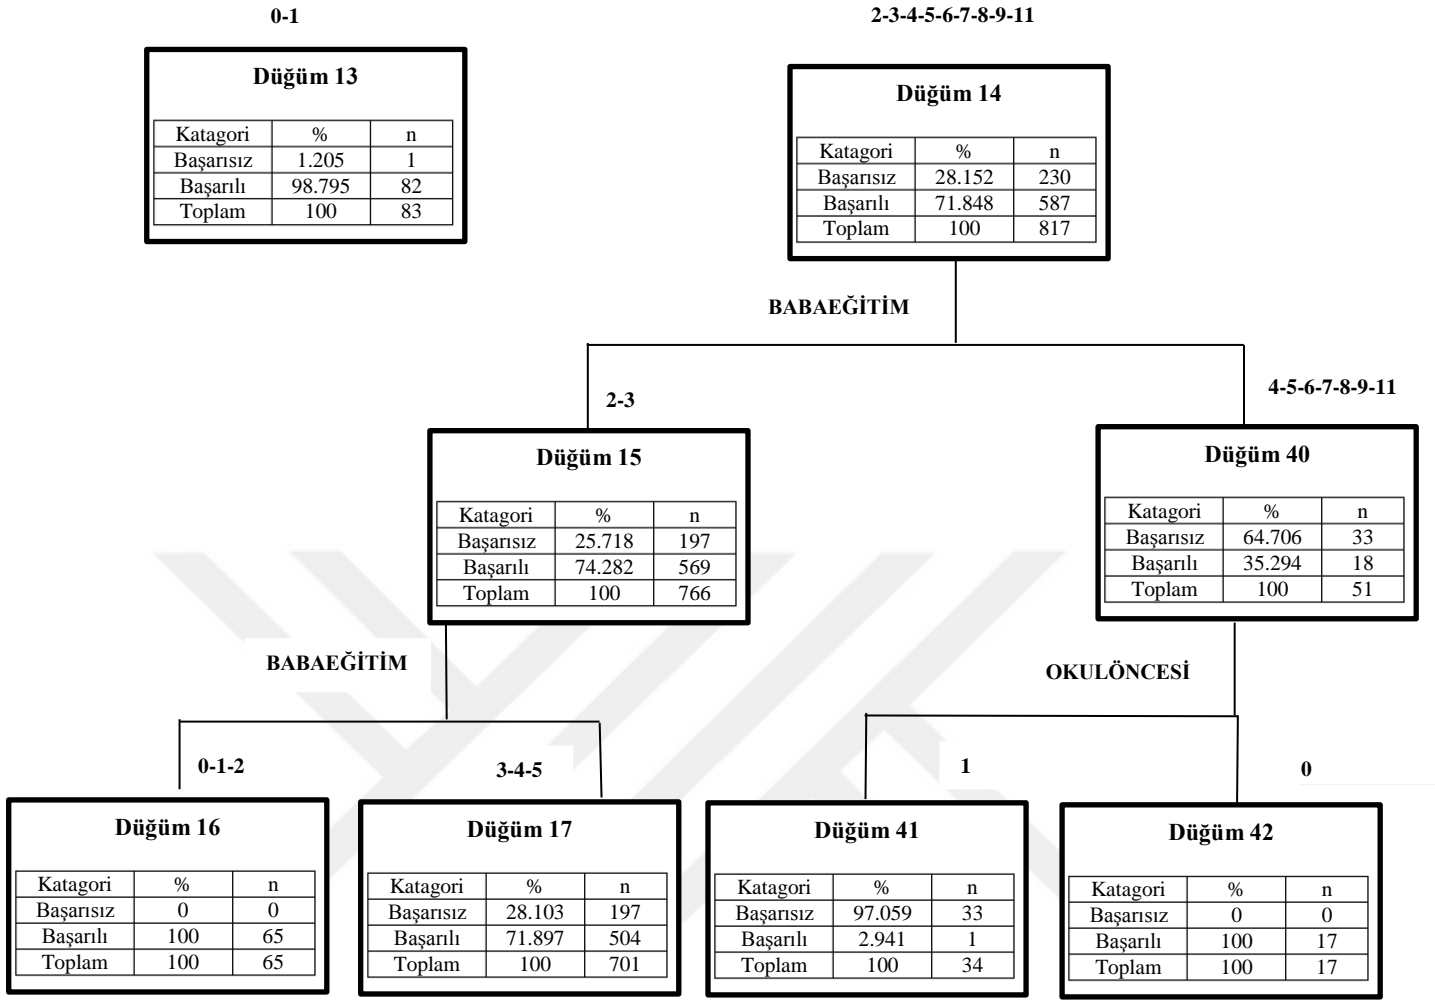 0-1
2-3-4-5-6-7-8-9-11
Düğüm 13
Katagori % n
Başarısız 1.205 1
Başarılı 98.795 82
Toplam 100 83
Düğüm 14
Katagori % n
Başarısız 28.152 230
Başarılı 71.848 587
Toplam 100 817
BABAEĞİTİM
2-3
4-5-6-7-8-9-11
Düğüm 15
Katagori % n
Başarısız 25.718 197
Başarılı 74.282 569
Toplam 100 766
Düğüm 40
Katagori % n
Başarısız 64.706 33
Başarılı 35.294 18
Toplam 100 51
BABAEĞİTİM
OKULÖNCESİ
0-1-2
3-4-5
1
0
Düğüm 16
Katagori % n
Başarısız 0 0
Başarılı 100 65
Toplam 100 65
Düğüm 17
Katagori % n
Başarısız 28.103 197
Başarılı 71.897 504
Toplam 100 701
Düğüm 41
Katagori % n
Başarısız 97.059 33
Başarılı 2.941 1
Toplam 100 34
Düğüm 42
Katagori % n
Başarısız 0 0
Başarılı 100 17
Toplam 100 17